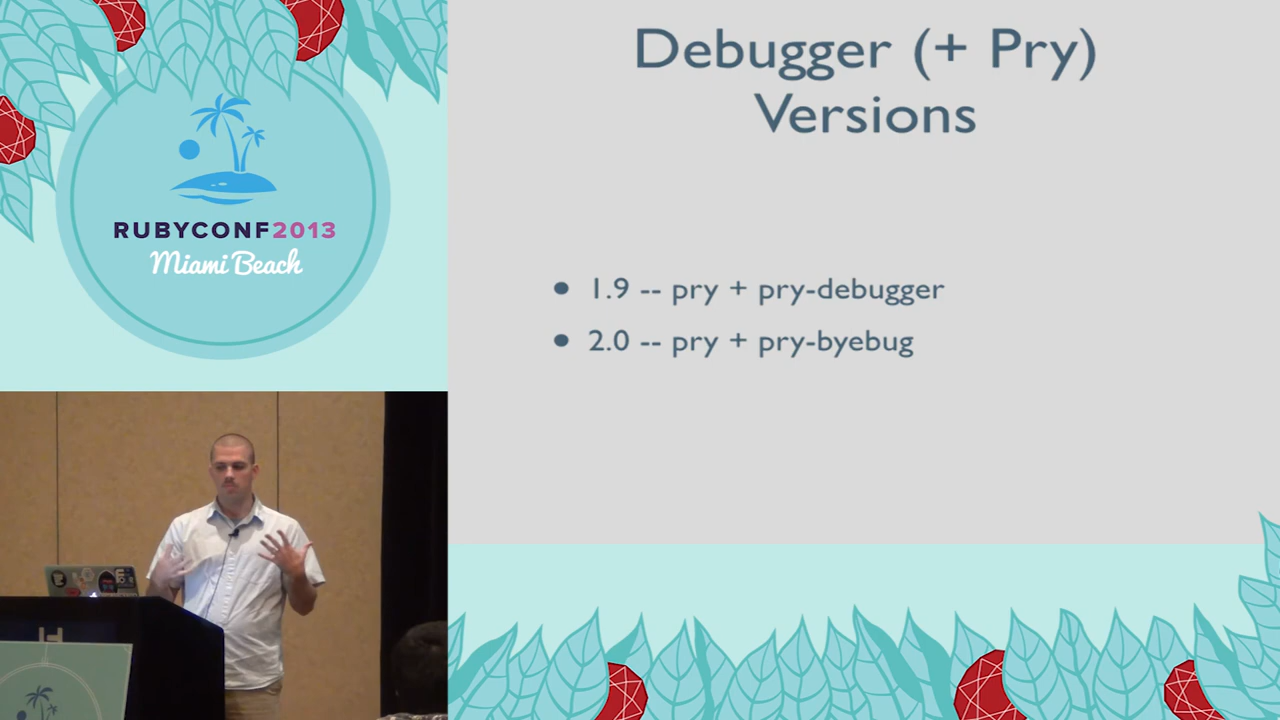 Debugger (+ Pry)
Versions
RUBYCONF2013
Miami Beach
• 1.9 -- pry + pry-debugger
• 2.0 -- pry + pry-byebug